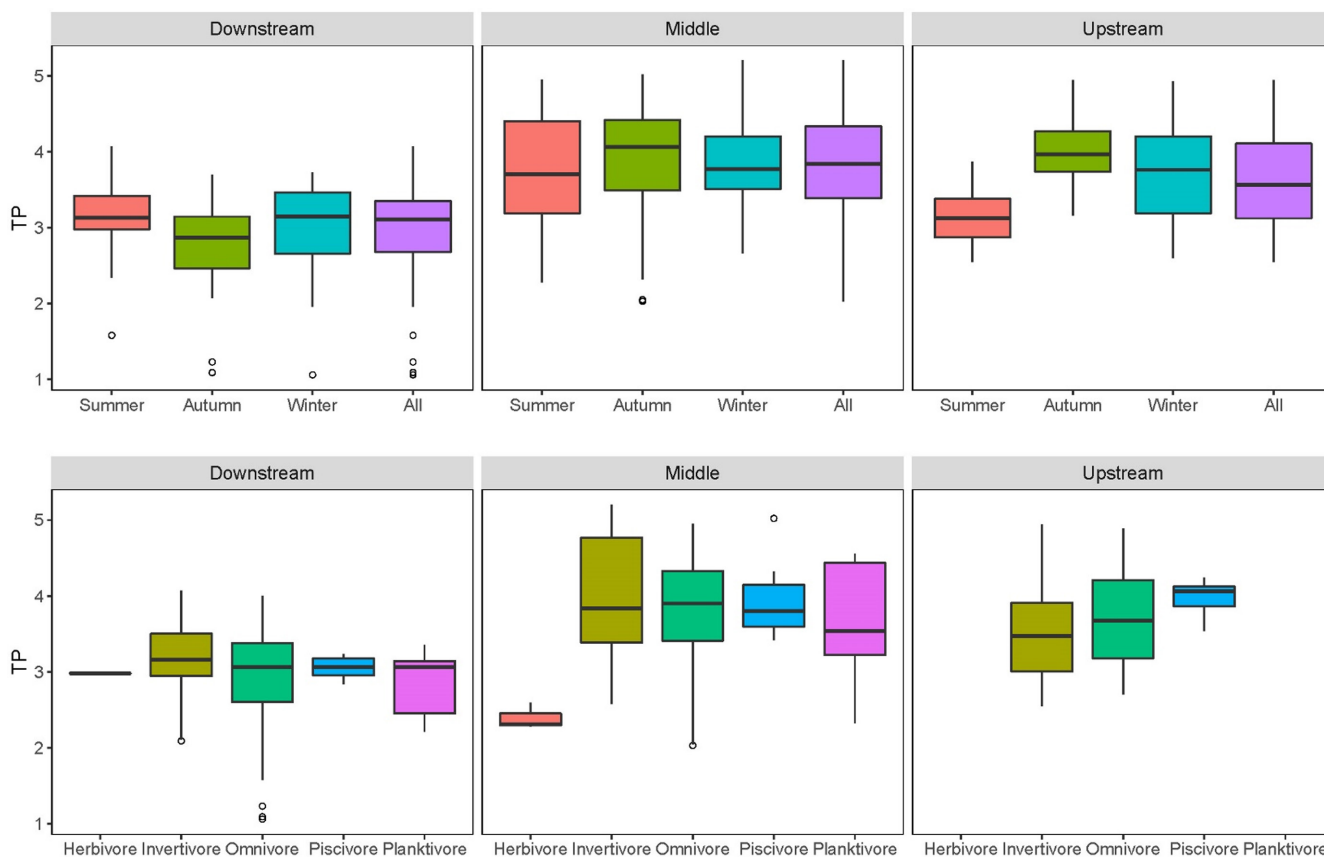 Downstream Middle Upstream
TP
5
4
3
2
1
Summer Autumn Winter All Summer Autumn Winter All Summer Autumn Winter All
Downstream Middle Upstream
TP
5
4
3
2
1
Herbivore Invertivore Omnivore Piscivore Planktivore Herbivore Invertivore Omnivore Piscivore Planktivore Herbivore Invertivore Omnivore Piscivore Planktivore